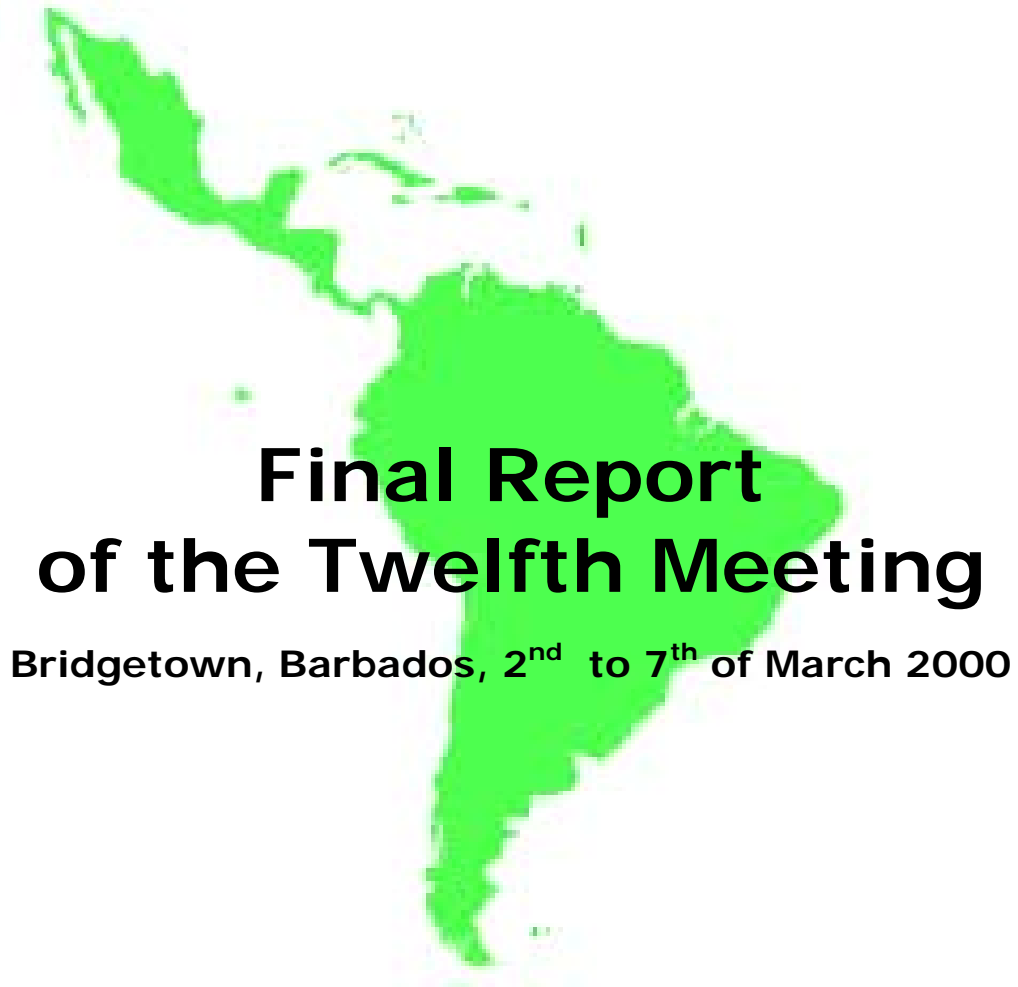 Final Report
of the Twelfth Meeting
Bridgetown, Barbados, 2nd to 7th of March 2000